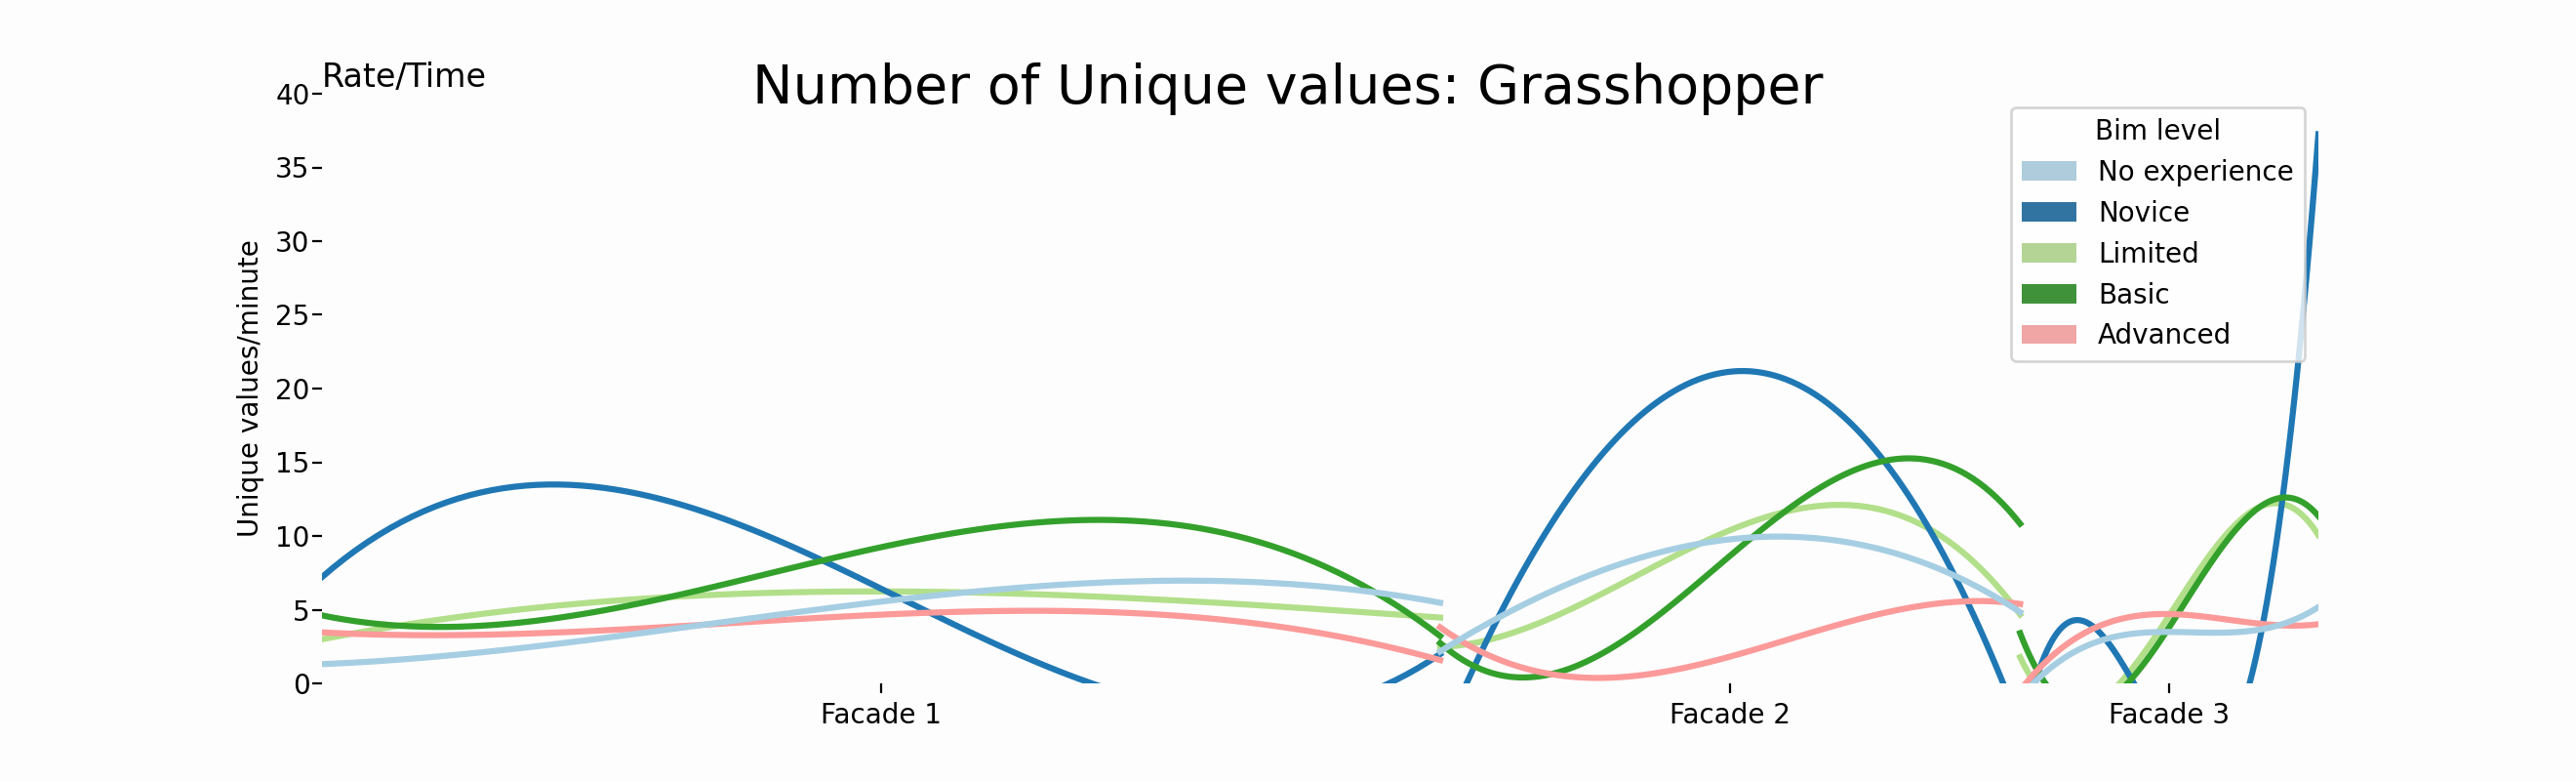 Number of Unique values: Grasshopper
Rate/Time
Unique values/minute
40
35
30
25
20
15
10
5
0
Facade 1
Facade 2
Facade 3
Bim level
No experience
Novice
Limited
Basic
Advanced